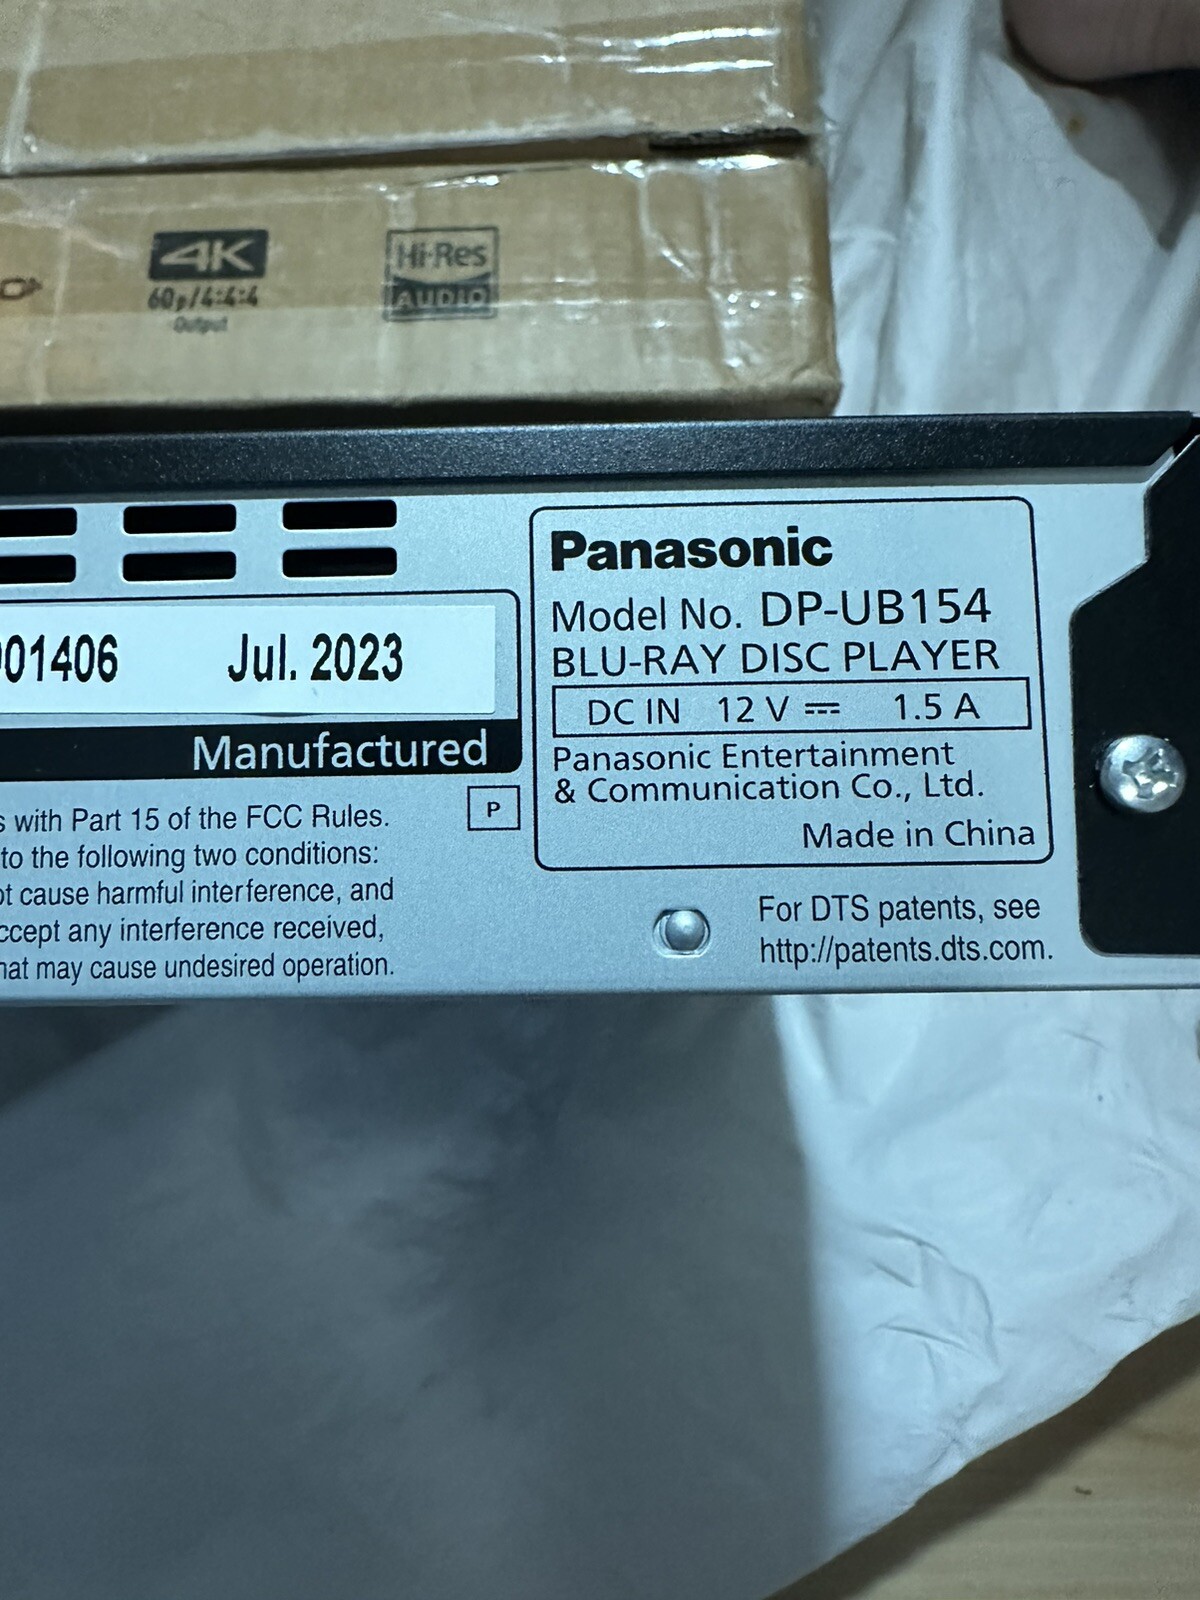 4K
60p/4:4:4
Output
Hi-Res
AUDIO
01406 Jul. 2023
Manufactured
Panasonic
Model No. DP-UB154
BLU-RAY DISC PLAYER
DC IN 12 V ⎓ 1.5 A
Panasonic Entertainment
& Communication Co., Ltd.
Made in China
P
with Part 15 of the FCC Rules.
to the following two conditions:
cause harmful interference, and
any interference received,
may cause undesired operation.
For DTS patents, see
http://patents.dts.com.